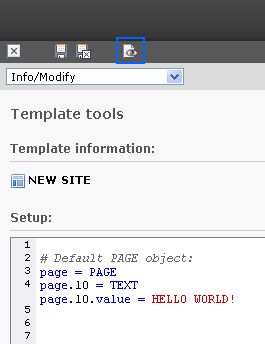 Info/Modify
Template tools
Template information:
NEW SITE
Setup:
1
2 # Default PAGE object:
3 page = PAGE
4 page.10 = TEXT
page.10.value = HELLO WORLD!
5
6
7